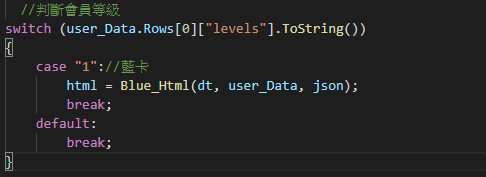 //判斷會員等級
switch (user_Data.Rows[0]["levels"].ToString())
{
case "1"://藍卡
html = Blue_Html(dt, user_Data, json);
break;
default:
break;
}